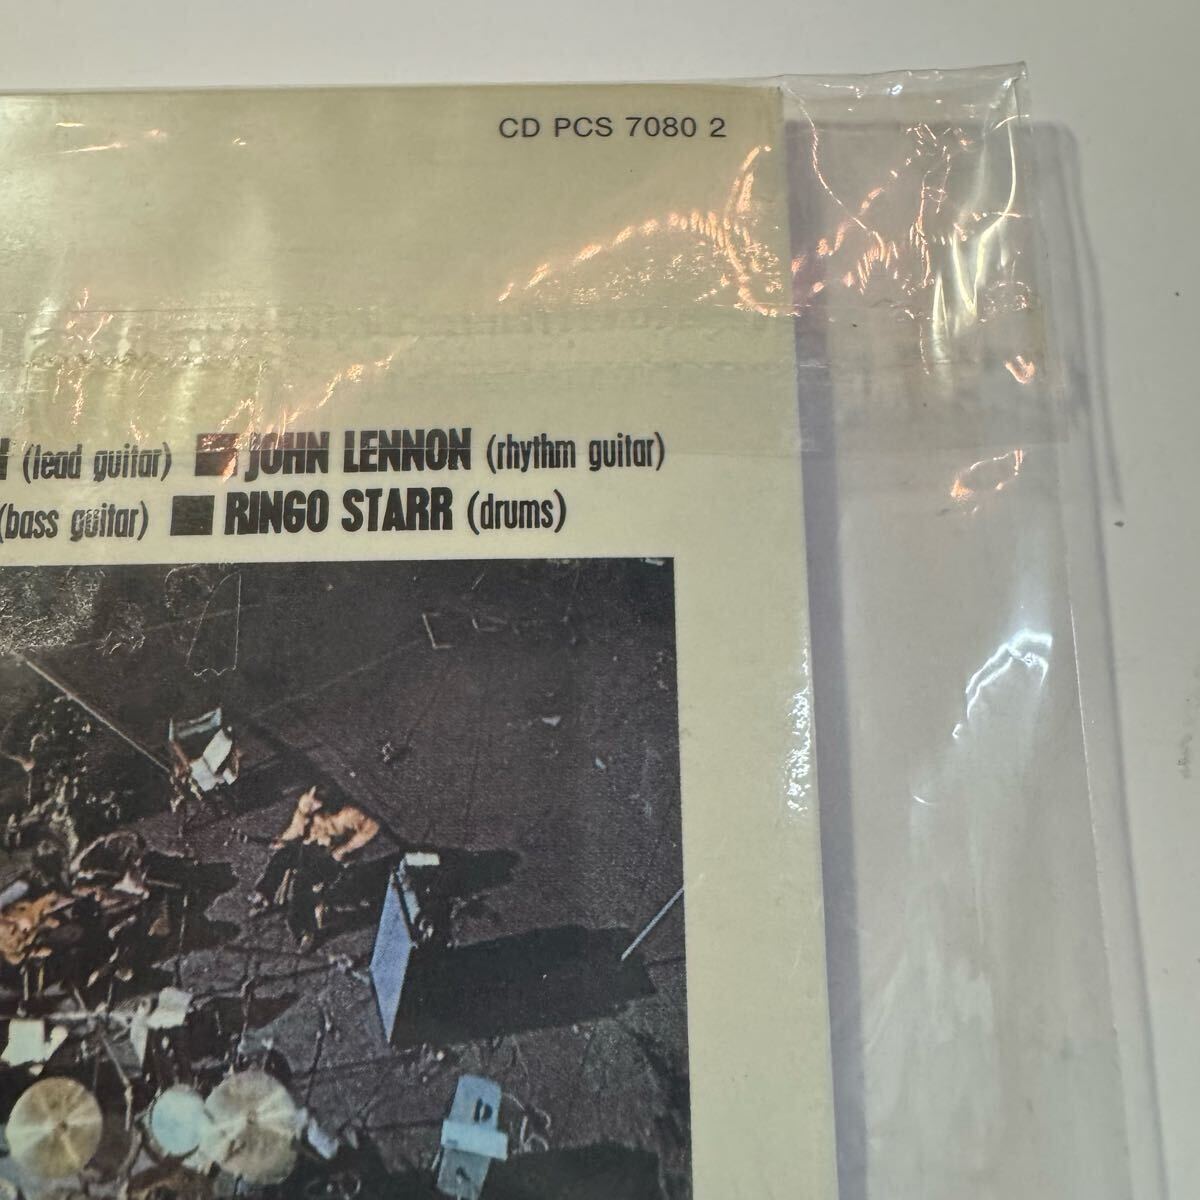 CD PCS 7080 2
(lead guitar) ■ JOHN LENNON (rhythm guitar)
(bass guitar) ■ RINGO STARR (drums)